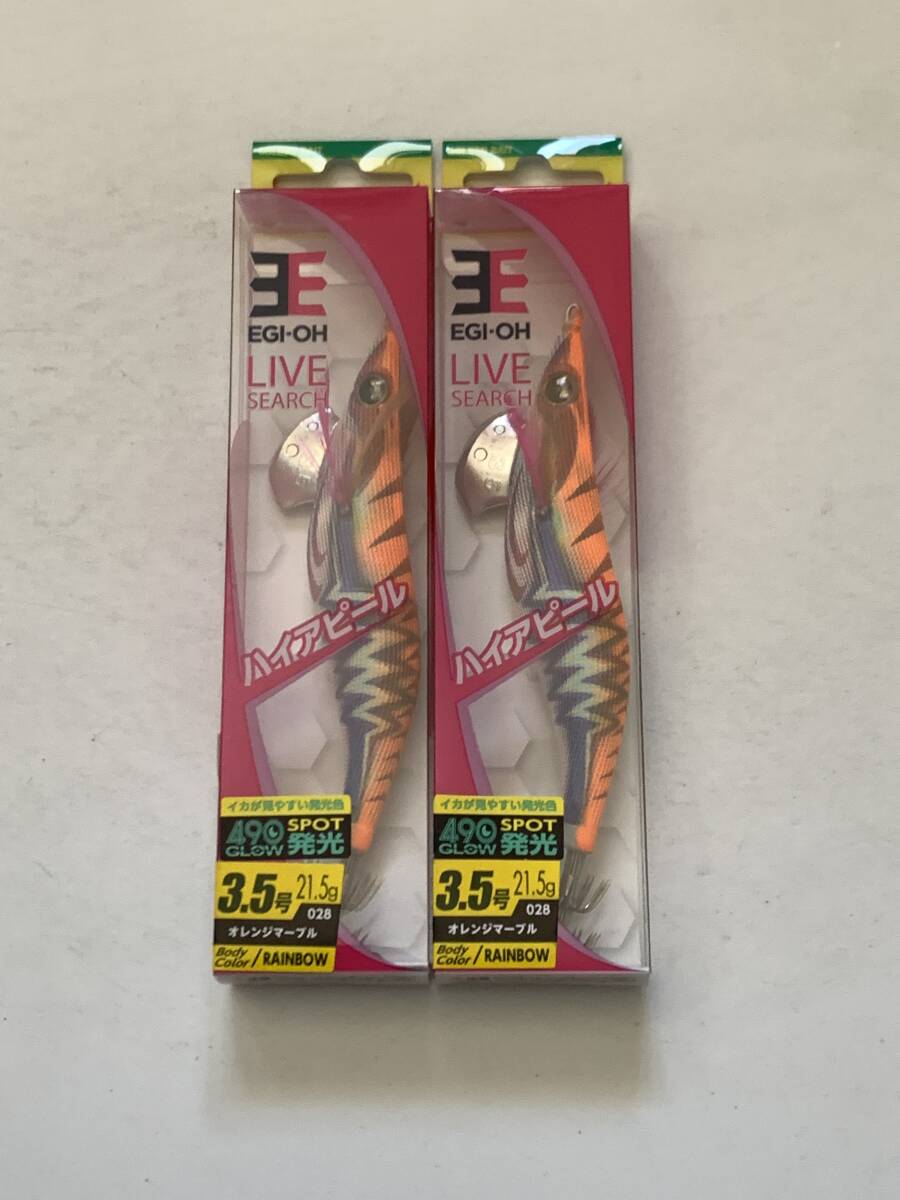 EGI-OH
LIVE
SEARCH
ハイアピール
イカが見やすい発光色
490 SPOT
GLOW 発光
3.5号 21.5g
028
オレンジマーブル
Body Color / RAINBOW
BAIT
EGI-OH
LIVE
SEARCH
ハイアピール
イカが見やすい発光色
490 SPOT
GLOW 発光
3.5号 21.5g
028
オレンジマーブル
Body Color / RAINBOW